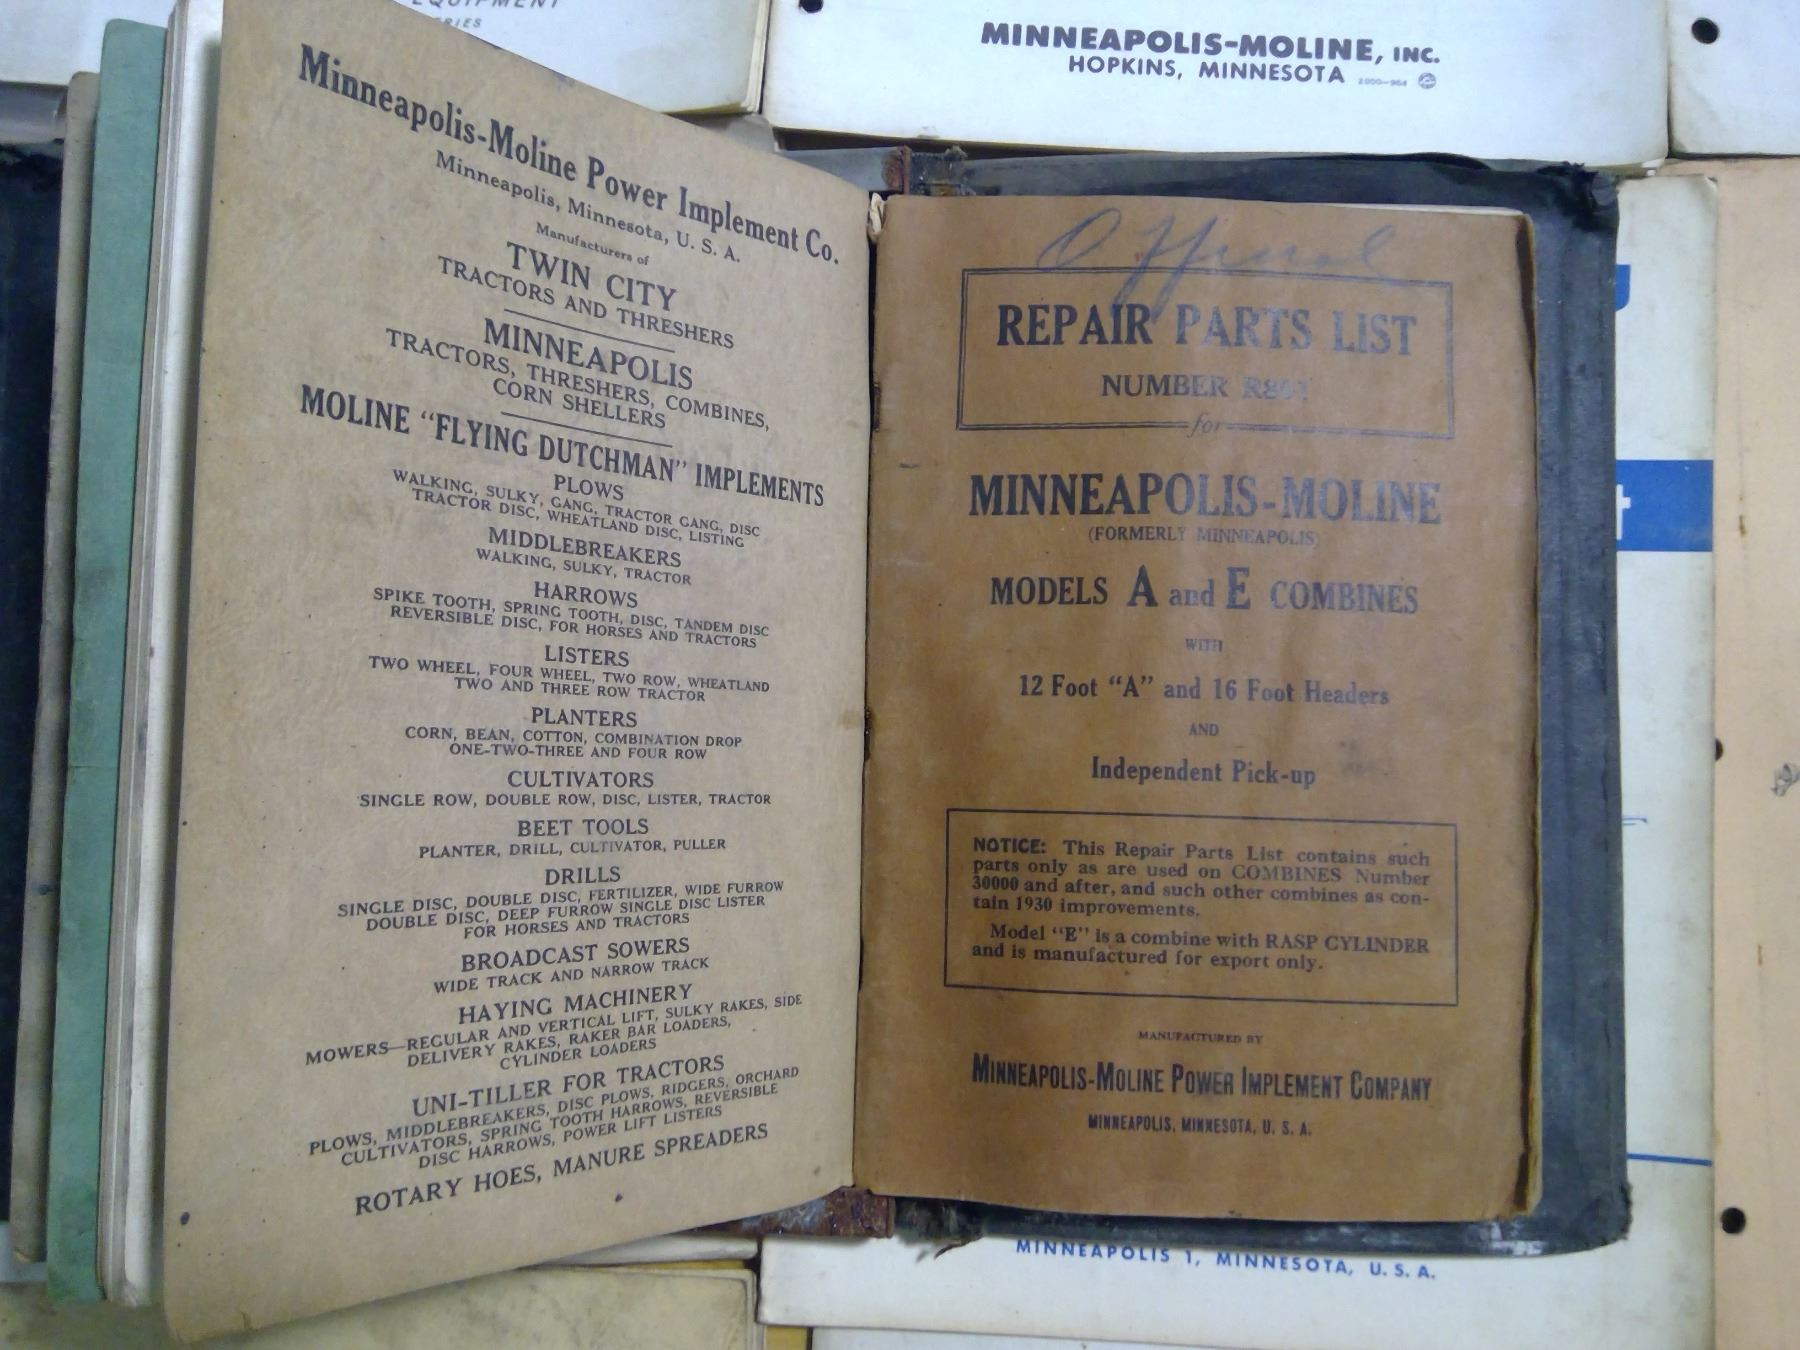 EQUIPMENT
MINNEAPOLIS-MOLINE, INC.
HOPKINS, MINNESOTA
Minneapolis-Moline Power Implement Co.
Minneapolis, Minnesota, U. S. A.
Manufacturers of
TWIN CITY
TRACTORS AND THRESHERS
MINNEAPOLIS
TRACTORS, THRESHERS, COMBINES,
CORN SHELLERS
MOLINE "FLYING DUTCHMAN" IMPLEMENTS
PLOWS
WALKING, SULKY, GANG, TRACTOR GANG, DISC
TRACTOR DISC, WHEATLAND DISC, LISTING
MIDDLEBREAKERS
WALKING, SULKY, TRACTOR
HARROWS
SPIKE TOOTH, SPRING TOOTH, DISC, TANDEM DISC
REVERSIBLE DISC, FOR HORSES AND TRACTORS
LISTERS
TWO WHEEL, FOUR WHEEL, TWO ROW, WHEATLAND
TWO AND THREE ROW TRACTOR
PLANTERS
CORN, BEAN, COTTON, COMBINATION DROP
ONE-TWO-THREE AND FOUR ROW
CULTIVATORS
SINGLE ROW, DOUBLE ROW, DISC, LISTER, TRACTOR
BEET TOOLS
PLANTER, DRILL, CULTIVATOR, PULLER
DRILLS
SINGLE DISC, DOUBLE DISC, FERTILIZER, WIDE FURROW
DOUBLE DISC, DEEP FURROW SINGLE DISC LISTER
FOR HORSES AND TRACTORS
BROADCAST SOWERS
WIDE TRACK AND NARROW TRACK
HAYING MACHINERY
MOWERS—REGULAR AND VERTICAL LIFT, SULKY RAKES, SIDE
DELIVERY RAKES, RAKER BAR LOADERS,
CYLINDER LOADERS
UNI-TILLER FOR TRACTORS
PLOWS, MIDDLEBREAKERS, DISC PLOWS, RIDGERS, ORCHARD
CULTIVATORS, SPRING TOOTH HARROWS, REVERSIBLE
DISC HARROWS, POWER LIFT LISTERS
ROTARY HOES, MANURE SPREADERS
REPAIR PARTS LIST
NUMBER
for
MINNEAPOLIS-MOLINE
(FORMERLY MINNEAPOLIS)
MODELS A and E COMBINES
WITH
12 Foot "A" and 16 Foot Headers
AND
Independent Pick-up
NOTICE: This Repair Parts List contains such
parts only as are used on COMBINES Number
30000 and after, and such other combines as con-
tain 1930 improvements.
Model "E" is a combine with RASP CYLINDER
and is manufactured for export only.
MANUFACTURED BY
MINNEAPOLIS-MOLINE POWER IMPLEMENT COMPANY
MINNEAPOLIS, MINNESOTA, U. S. A.
MINNEAPOLIS 1, MINNESOTA, U. S. A.